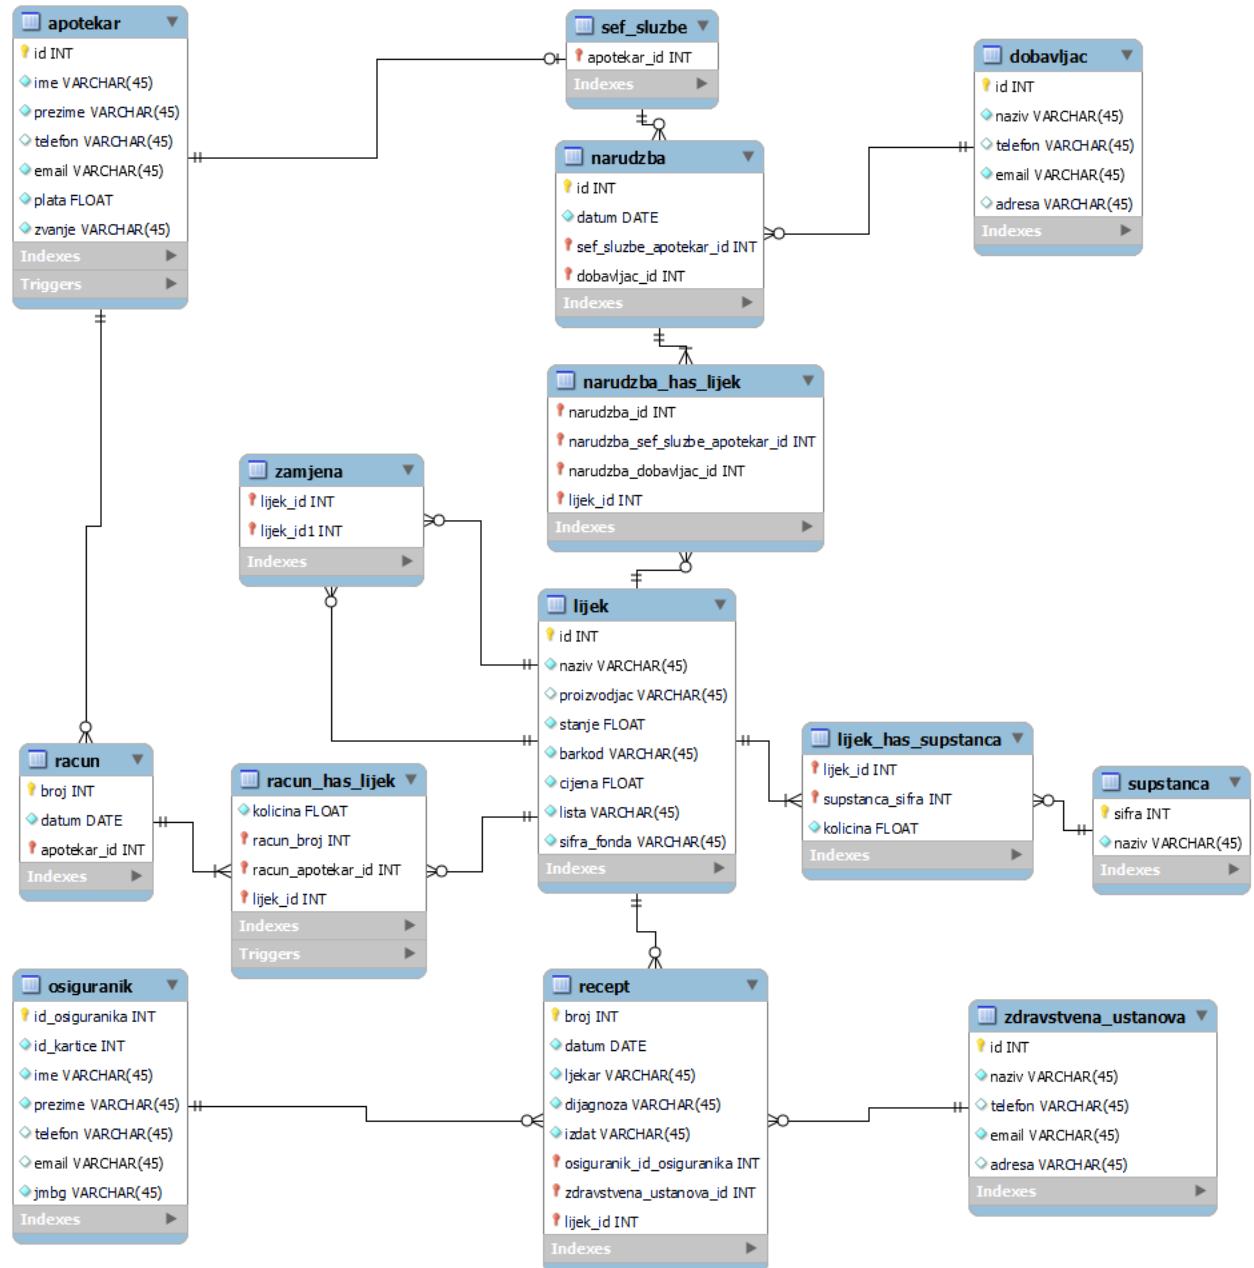 apotekar
id INT
ime VARCHAR(45)
prezime VARCHAR(45)
telefon VARCHAR(45)
email VARCHAR(45)
plata FLOAT
zvanje VARCHAR(45)
Indexes
Triggers
sef_sluzbe
apotekar_id INT
Indexes
dobavljac
id INT
naziv VARCHAR(45)
telefon VARCHAR(45)
email VARCHAR(45)
adresa VARCHAR(45)
Indexes
narudzba
id INT
datum DATE
sef_sluzbe_apotekar_id INT
dobavljac_id INT
Indexes
narudzba_has_lijek
narudzba_id INT
narudzba_sef_sluzbe_apotekar_id INT
narudzba_dobavljac_id INT
lijek_id INT
Indexes
zamjena
lijek_id INT
lijek_id1 INT
Indexes
lijek
id INT
naziv VARCHAR(45)
proizvodjac VARCHAR(45)
stanje FLOAT
barkod VARCHAR(45)
cijena FLOAT
lista VARCHAR(45)
sifra_fonda VARCHAR(45)
Indexes
racun
broj INT
datum DATE
apotekar_id INT
Indexes
racun_has_lijek
kolicina FLOAT
racun_broj INT
racun_apotekar_id INT
lijek_id INT
Indexes
Triggers
lijek_has_supstanca
lijek_id INT
supstanca_sifra INT
kolicina FLOAT
Indexes
supstanca
sifra INT
naziv VARCHAR(45)
Indexes
osiguranik
id_osiguranika INT
id_kartice INT
ime VARCHAR(45)
prezime VARCHAR(45)
telefon VARCHAR(45)
email VARCHAR(45)
jmbg VARCHAR(45)
Indexes
recept
broj INT
datum DATE
ljekar VARCHAR(45)
dijagnoza VARCHAR(45)
izdat VARCHAR(45)
osiguranik_id_osiguranika INT
zdravstvena_ustanova_id INT
lijek_id INT
Indexes
zdravstvena_ustanova
id INT
naziv VARCHAR(45)
telefon VARCHAR(45)
email VARCHAR(45)
adresa VARCHAR(45)
Indexes